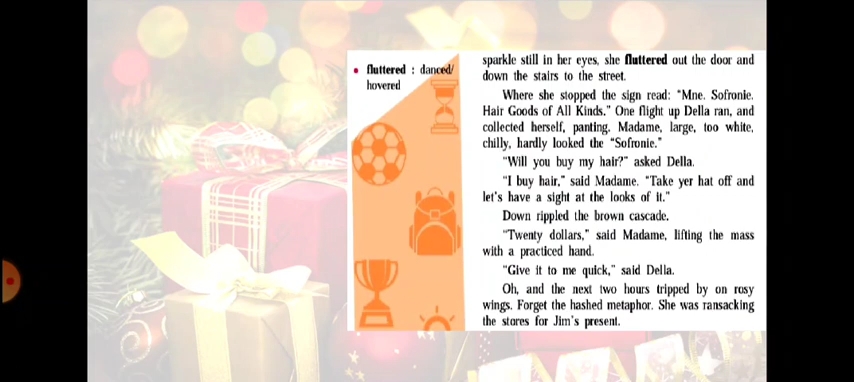 • fluttered : danced/
hovered
sparkle still in her eyes, she fluttered out the door and
down the stairs to the street.
Where she stopped the sign read: “Mne. Sofronie.
Hair Goods of All Kinds.” One flight up Della ran, and
collected herself, panting. Madame, large, too white,
chilly, hardly looked the “Sofronie.”
“Will you buy my hair?” asked Della.
“I buy hair,” said Madame. “Take yer hat off and
let’s have a sight at the looks of it.”
Down rippled the brown cascade.
“Twenty dollars,” said Madame, lifting the mass
with a practiced hand.
“Give it to me quick,” said Della.
Oh, and the next two hours tripped by on rosy
wings. Forget the hashed metaphor. She was ransacking
the stores for Jim’s present.